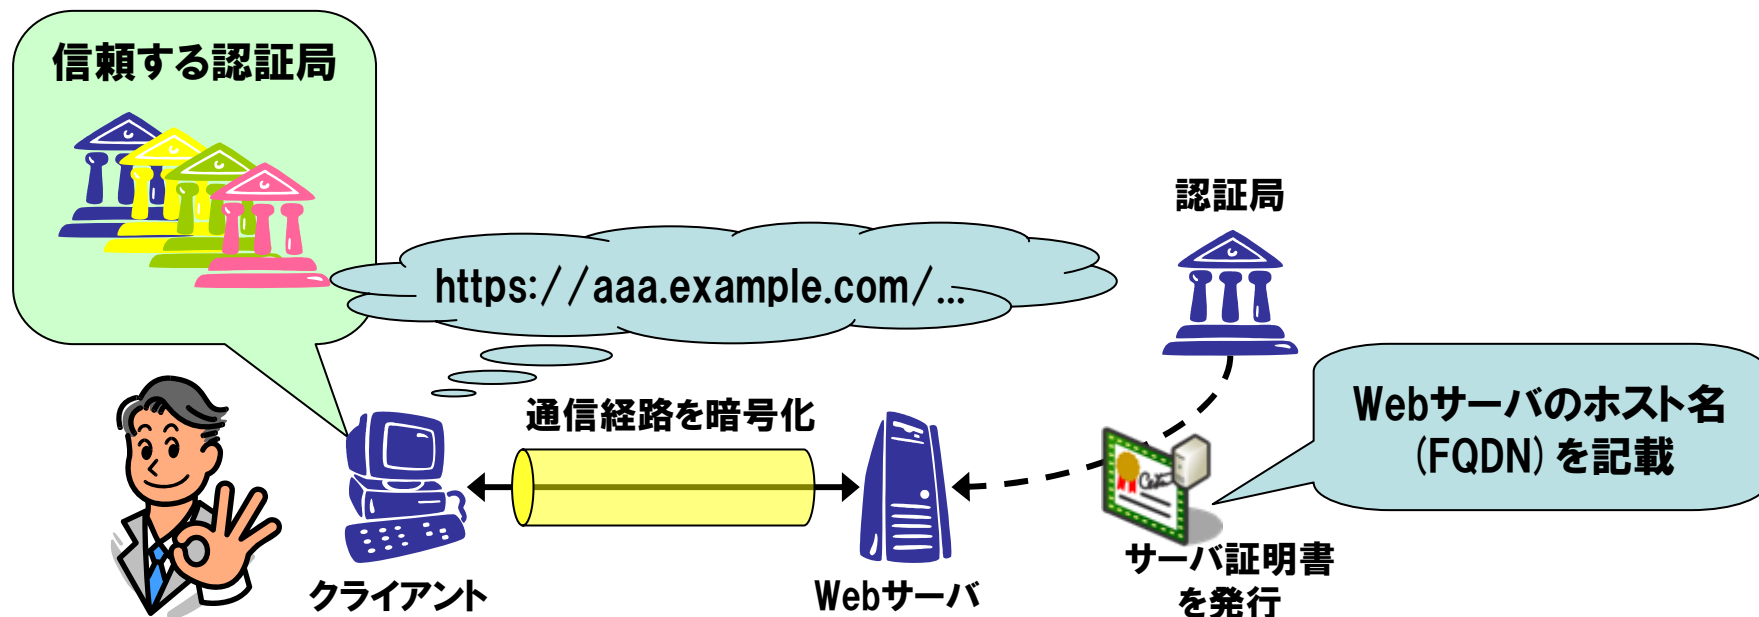 信頼する認証局
認証局
https://aaa.example.com/...
Webサーバのホスト名
(FQDN)を記載
通信経路を暗号化
クライアント
Webサーバ
サーバ証明書
を発行